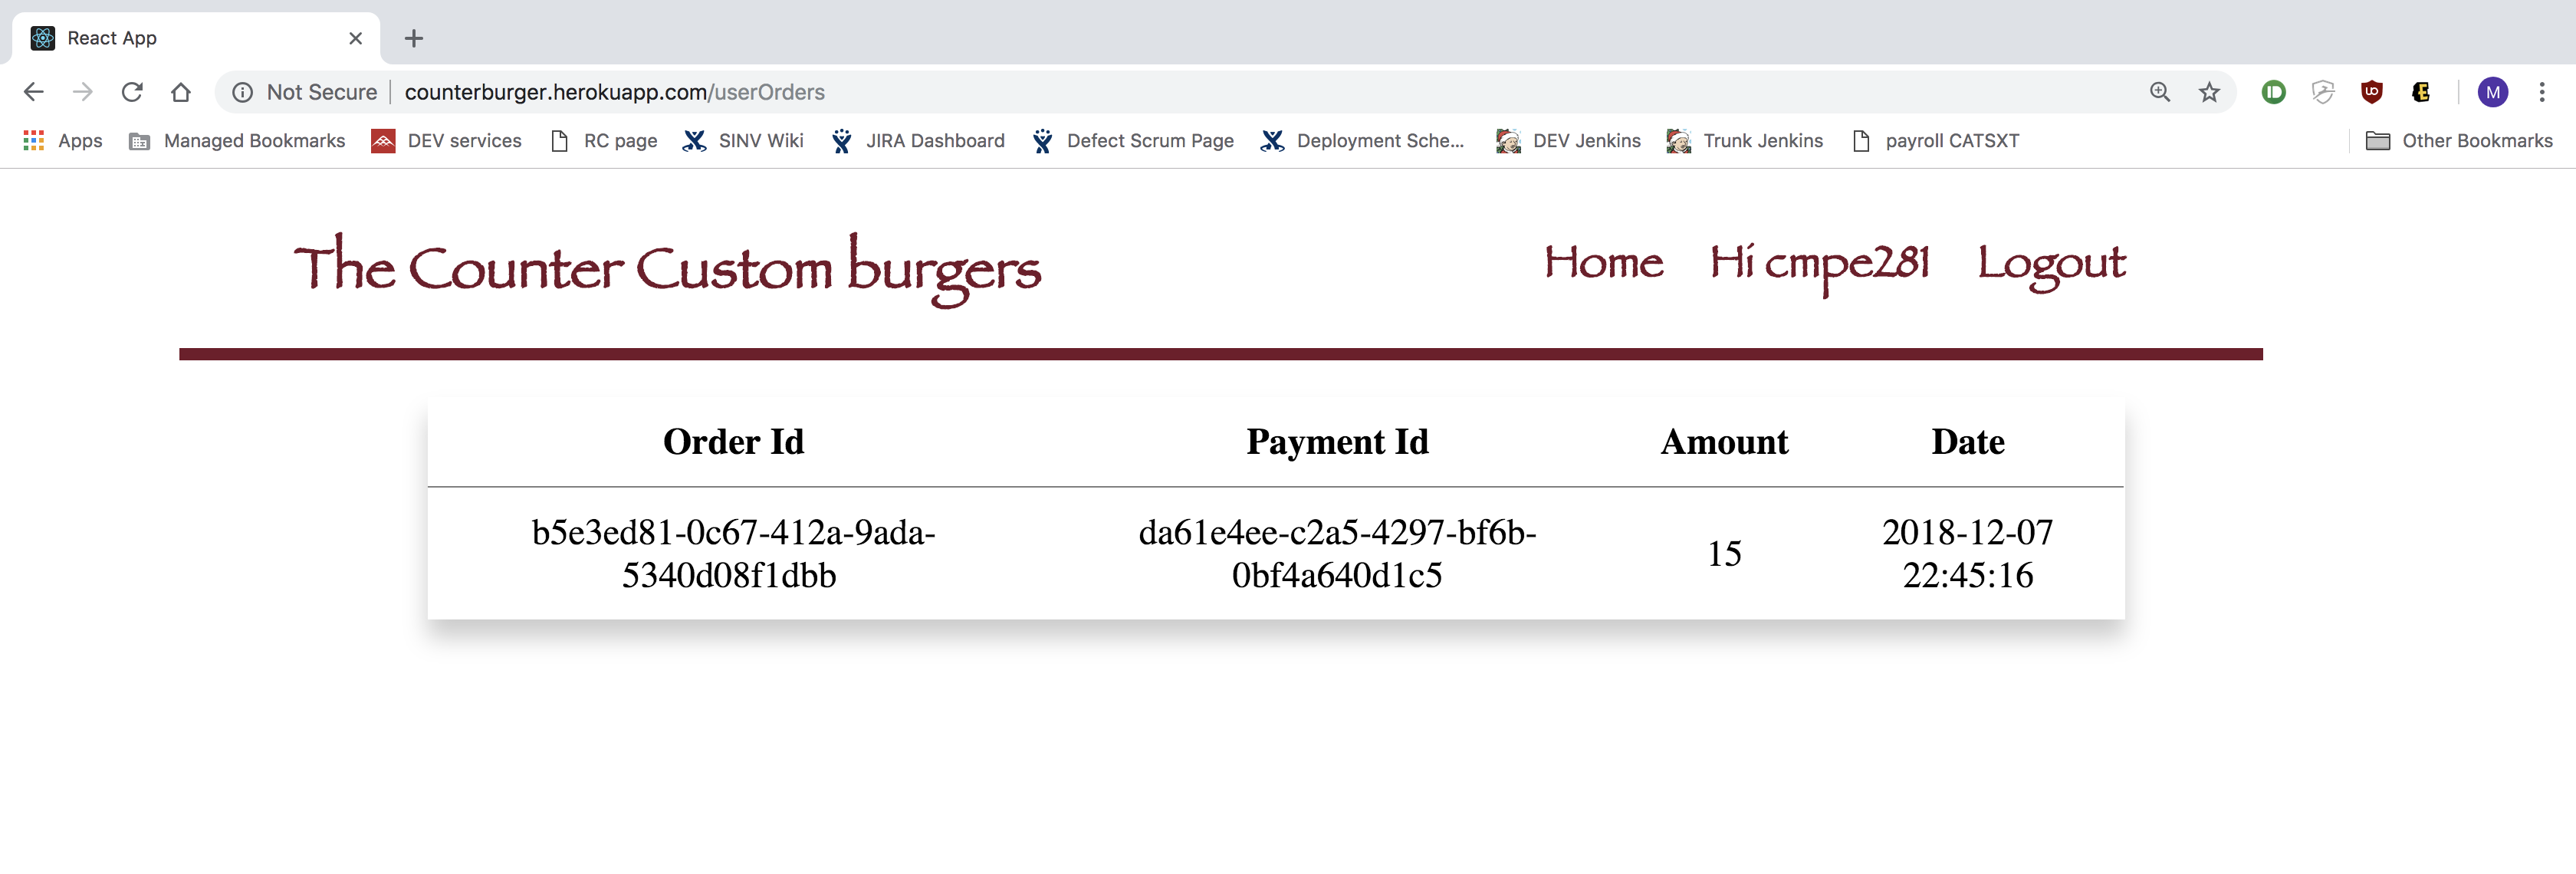 React App
Not Secure counterburger.herokuapp.com/userOrders
M
Apps Managed Bookmarks DEV services RC page SINV Wiki JIRA Dashboard Defect Scrum Page Deployment Sche... DEV Jenkins Trunk Jenkins payroll CATSXT Other Bookmarks
The Counter Custom burgers Home Hi cmpe281 Logout
Order Id Payment Id Amount Date
b5e3ed81-0c67-412a-9ada-
5340d08f1dbb
da61e4ee-c2a5-4297-bf6b-
0bf4a640d1c5
15
2018-12-07
22:45:16